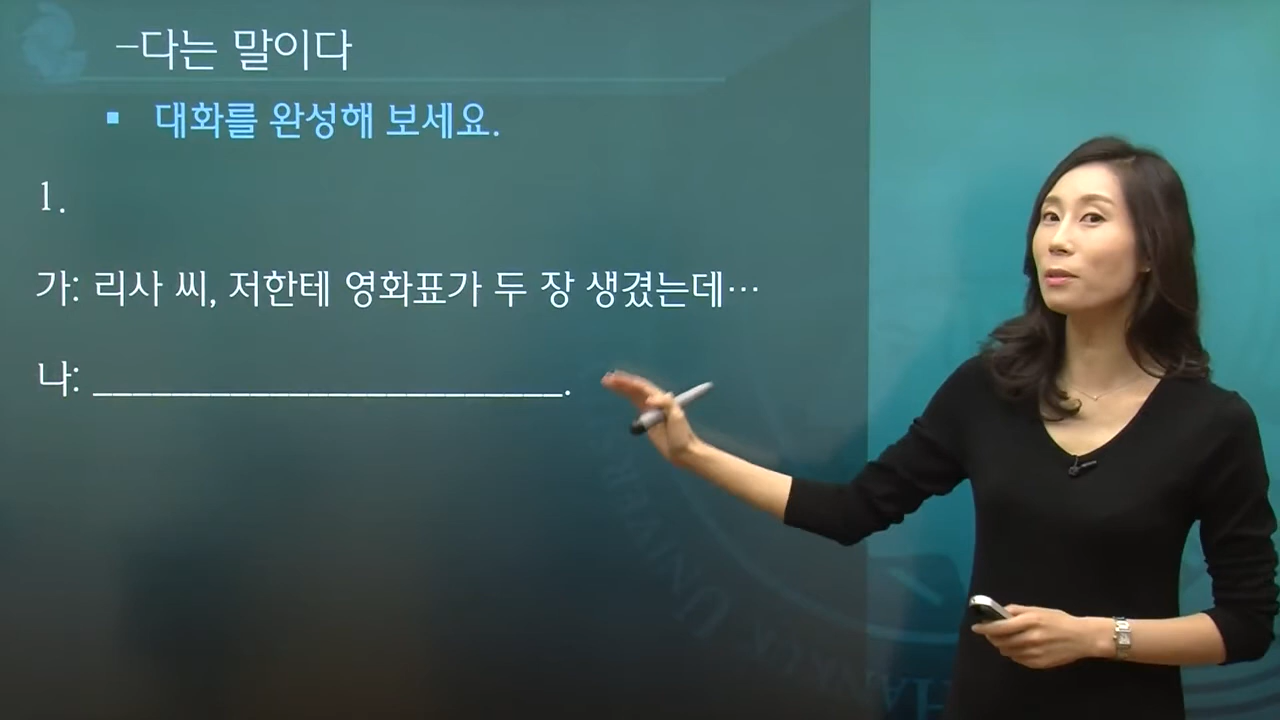 -다는 말이다
▪ 대화를 완성해 보세요.
1.
가: 리사 씨, 저한테 영화표가 두 장 생겼는데…
나: ________________________.